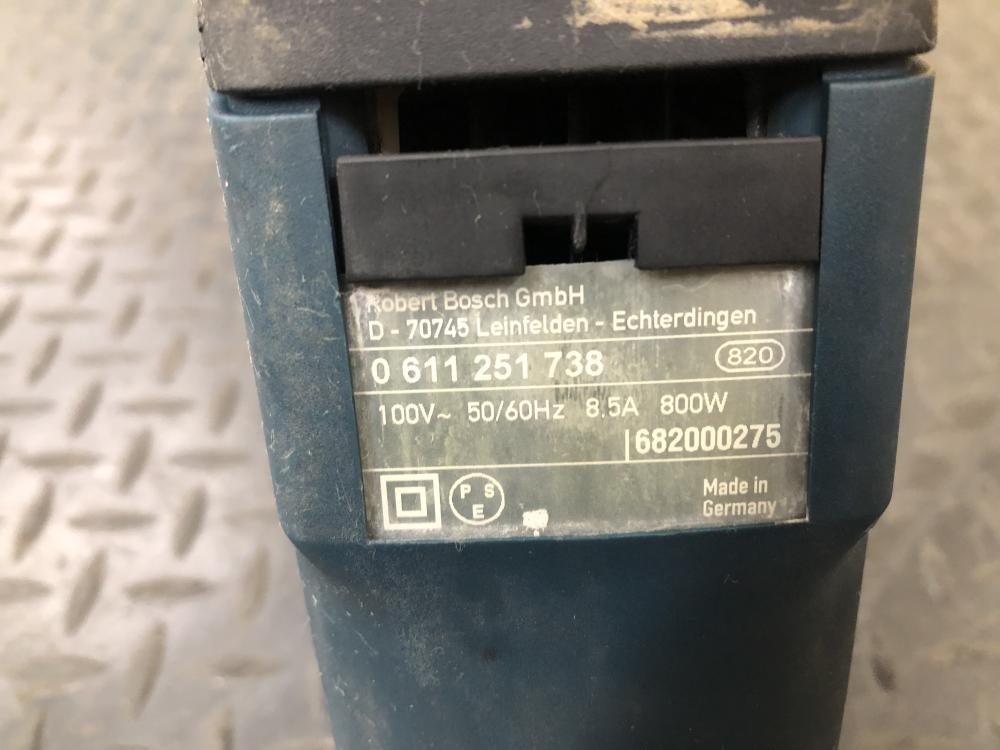 Robert Bosch GmbH
D - 70745 Leinfelden - Echterdingen
0 611 251 738 820
100V~ 50/60Hz 8.5A 800W
682000275
P S E
Made in
Germany